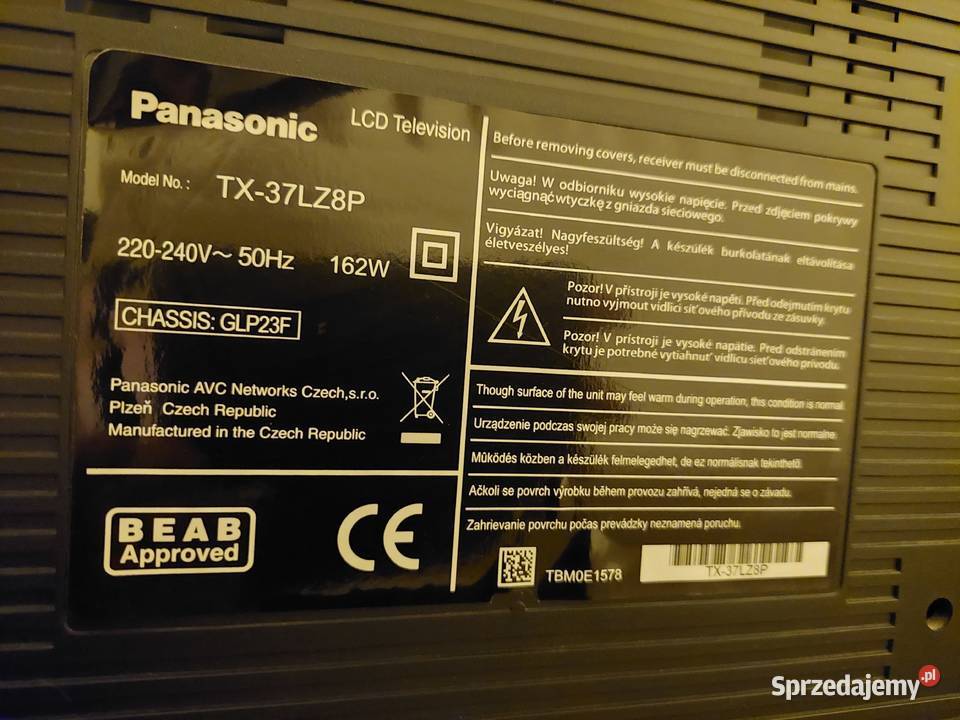 Panasonic
LCD Television
Model No.: TX-37LZ8P
220-240V~ 50Hz 162W
CHASSIS: GLP23F
Panasonic AVC Networks Czech,s.r.o.
Plzeň Czech Republic
Manufactured in the Czech Republic
BEAB
Approved
CE
Before removing covers, receiver must be disconnected from mains.
Uwaga! W odbiorniku wysokie napięcie. Przed zdjęciem pokrywy
wyciągnąćwtyczkę z gniazda sieciowego.
Vigyázat! Nagyfeszültség! A készülék burkolatának eltávolítása
életveszélyes!
Pozor! V přístroji je vysoké napětí. Před odejmutím krytu
nutno vyjmout vidlici síťového přívodu ze zásuvky.
Pozor! V prístroji je vysoké napätie. Pred odstránením
krytu je potrebné vytiahnuť vidlicu sieťového prívodu.
Though surface of the unit may feel warm during operation, this condition is normal.
Urządzenie podczas swojej pracy może się nagrzewać. Zjawisko to jest normalne.
Mûködés közben a készülék felmelegedhet, de ez normálisnak tekinthetõ.
Ačkoli se povrch výrobku během provozu zahřívá, nejedná se o závadu.
Zahrievanie povrchu počas prevádzky neznamená poruchu.
TBM0E1578
TX-37LZ8P
Sprzedajemy.pl